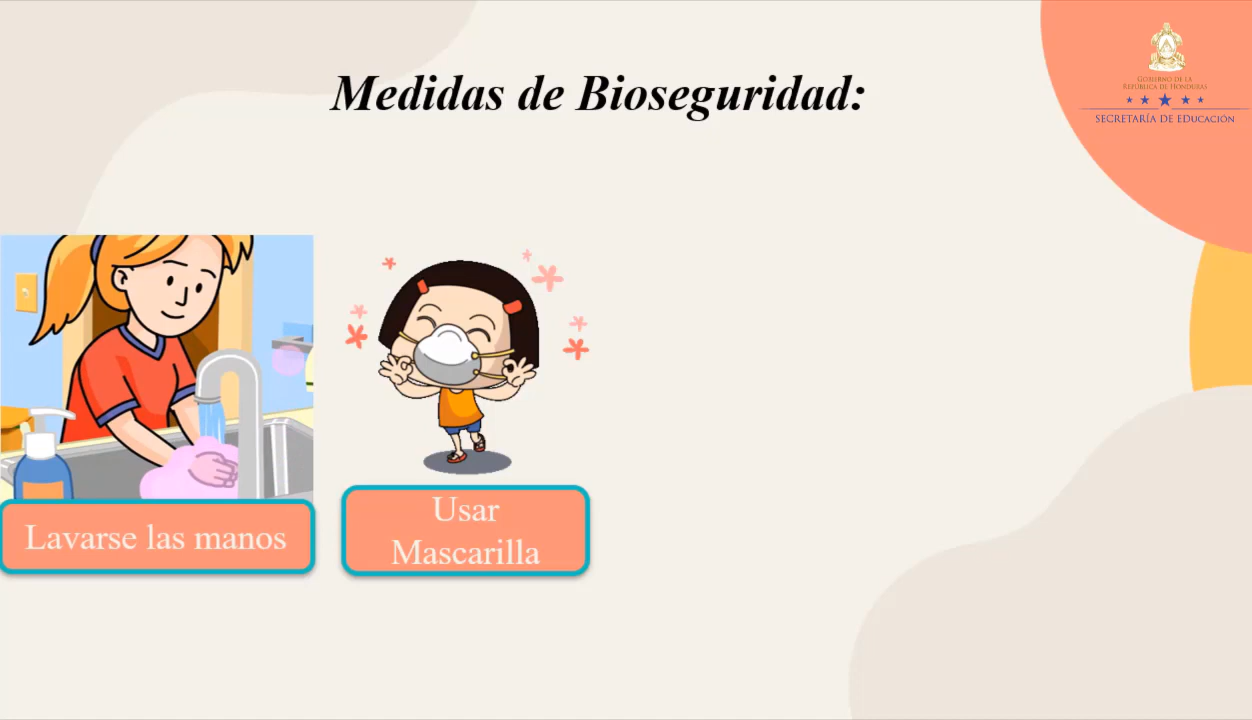 Medidas de Bioseguridad:
GOBIERNO DE LA
REPÚBLICA DE HONDURAS
SECRETARÍA DE EDUCACIÓN
Lavarse las manos
Usar
Mascarilla